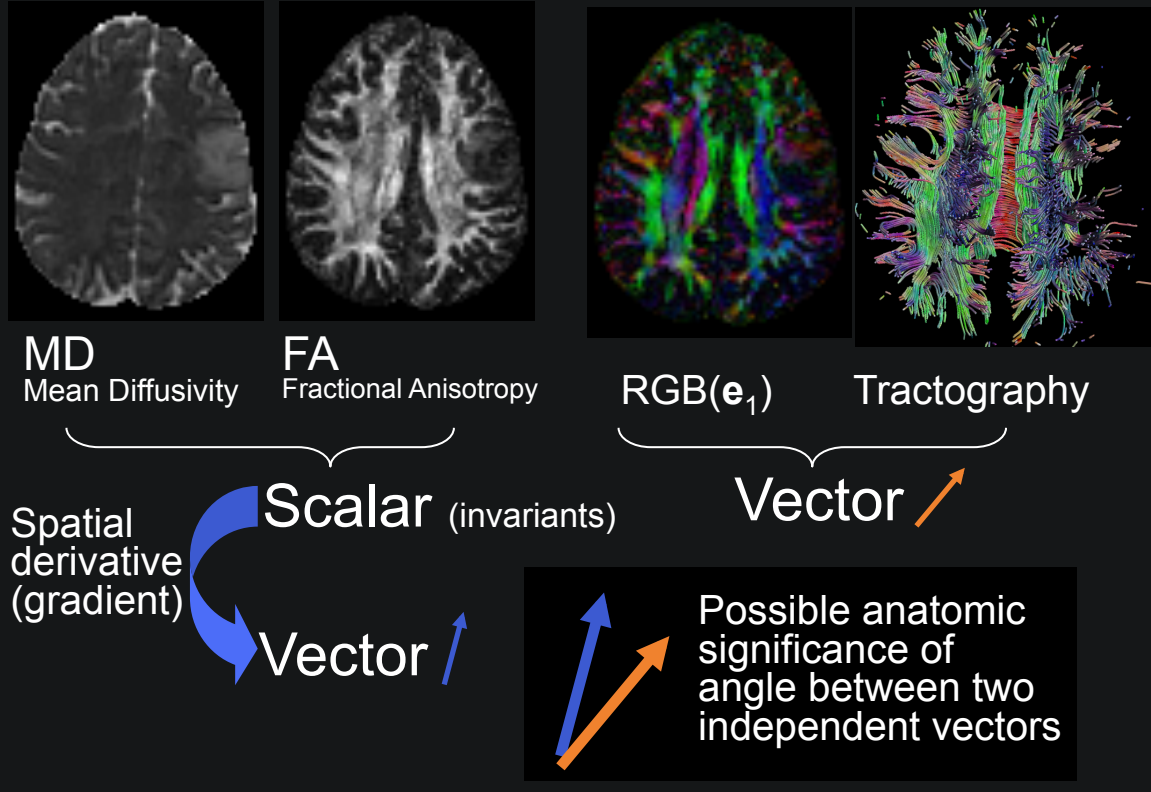 MD
Mean Diffusivity
FA
Fractional Anisotropy
RGB(e₁)
Tractography
Scalar (invariants)
Vector
Spatial
derivative
(gradient)
Vector
Possible anatomic
significance of
angle between two
independent vectors